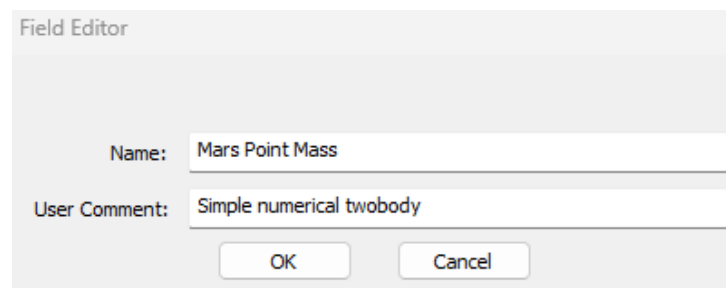 Field Editor
Name: Mars Point Mass
User Comment: Simple numerical twobody
OK Cancel